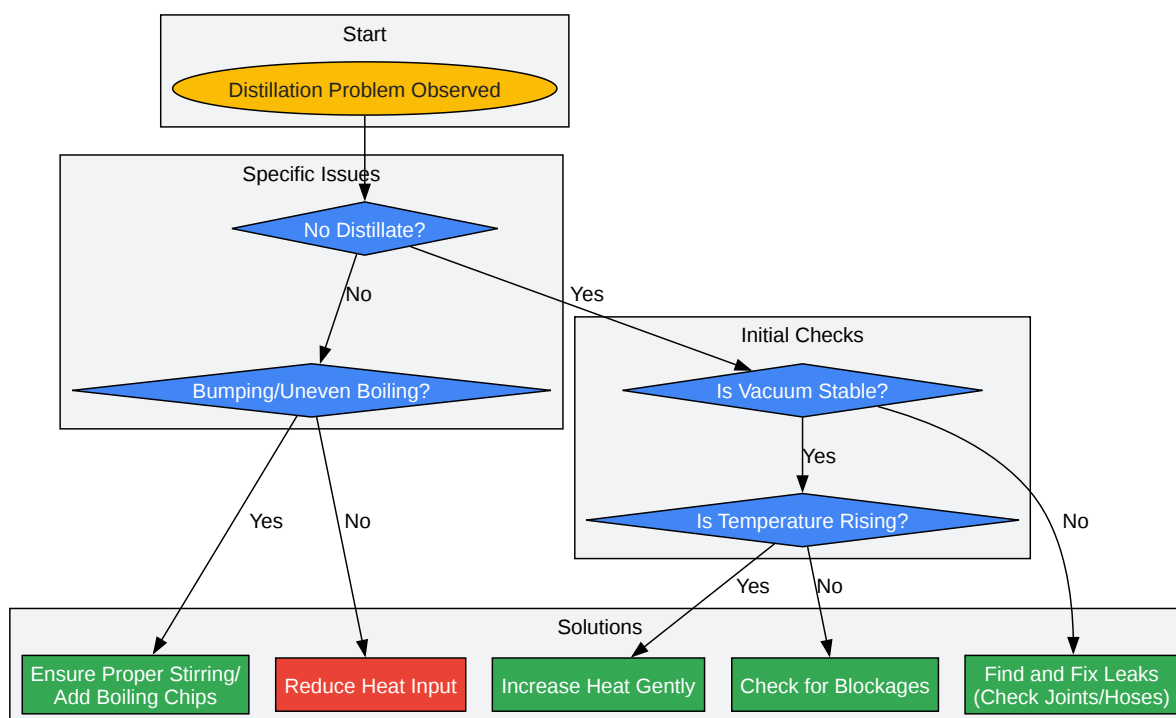 Start
Distillation Problem Observed
Specific Issues
No Distillate?
No
Yes
Initial Checks
Bumping/Uneven Boiling?
Is Vacuum Stable?
Yes
Yes
No
Is Temperature Rising?
No
Yes
No
Solutions
Ensure Proper Stirring/
Add Boiling Chips
Reduce Heat Input
Increase Heat Gently
Check for Blockages
Find and Fix Leaks
(Check Joints/Hoses)